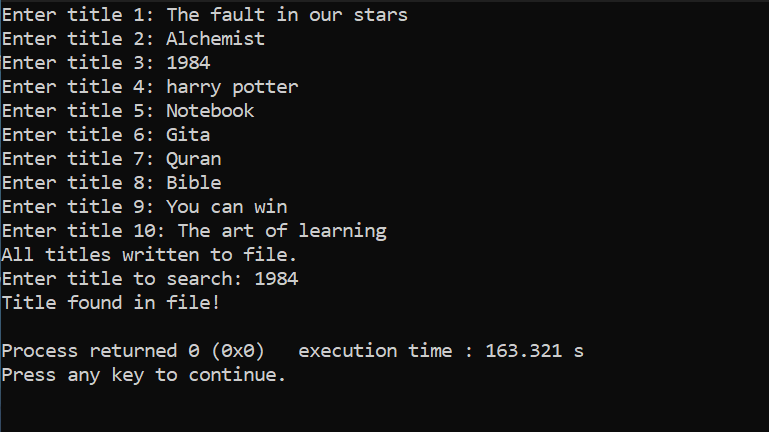 Enter title 1: The fault in our stars
Enter title 2: Alchemist
Enter title 3: 1984
Enter title 4: harry potter
Enter title 5: Notebook
Enter title 6: Gita
Enter title 7: Quran
Enter title 8: Bible
Enter title 9: You can win
Enter title 10: The art of learning
All titles written to file.
Enter title to search: 1984
Title found in file!
Process returned 0 (0x0)   execution time : 163.321 s
Press any key to continue.